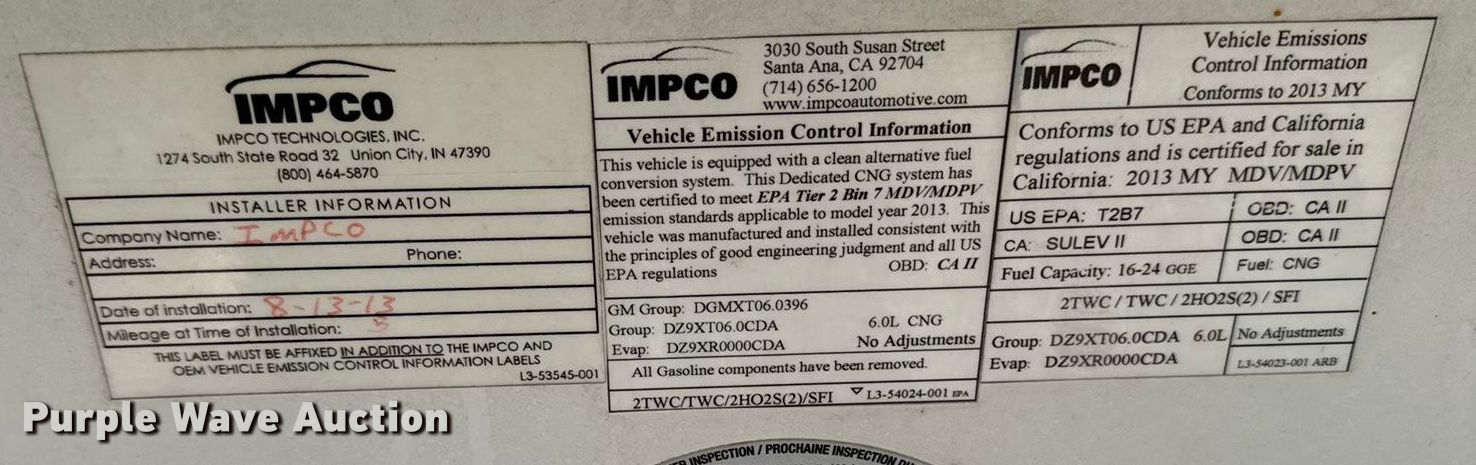 IMPCO
IMPCO TECHNOLOGIES, INC.
1274 South State Road 32 Union City, IN 47390
(800) 464-5870
INSTALLER INFORMATION
Company Name: IMPCO
Address: Phone:
Date of installation: 8-13-13
Mileage at Time of Installation: 5
THIS LABEL MUST BE AFFIXED IN ADDITION TO THE IMPCO AND
OEM VEHICLE EMISSION CONTROL INFORMATION LABELS
L3-53545-001
IMPCO
3030 South Susan Street
Santa Ana, CA 92704
(714) 656-1200
www.impcoautomotive.com
Vehicle Emission Control Information
This vehicle is equipped with a clean alternative fuel
conversion system. This Dedicated CNG system has
been certified to meet EPA Tier 2 Bin 7 MDV/MDPV
emission standards applicable to model year 2013. This
vehicle was manufactured and installed consistent with
the principles of good engineering judgment and all US
EPA regulations OBD: CA II
GM Group: DGMXT06.0396
Group: DZ9XT06.0CDA 6.0L CNG
Evap: DZ9XR0000CDA No Adjustments
All Gasoline components have been removed.
2TWC/TWC/2HO2S(2)/SFI L3-54024-001 EPA
IMPCO
Vehicle Emissions
Control Information
Conforms to 2013 MY
Conforms to US EPA and California
regulations and is certified for sale in
California: 2013 MY MDV/MDPV
US EPA: T2B7 OBD: CA II
CA: SULEV II OBD: CA II
Fuel Capacity: 16-24 GGE Fuel: CNG
2TWC / TWC / 2HO2S(2) / SFI
Group: DZ9XT06.0CDA 6.0L No Adjustments
Evap: DZ9XR0000CDA L3-54023-001 ARB
Purple Wave Auction
INSPECTION / PROCHAINE INSPECTION